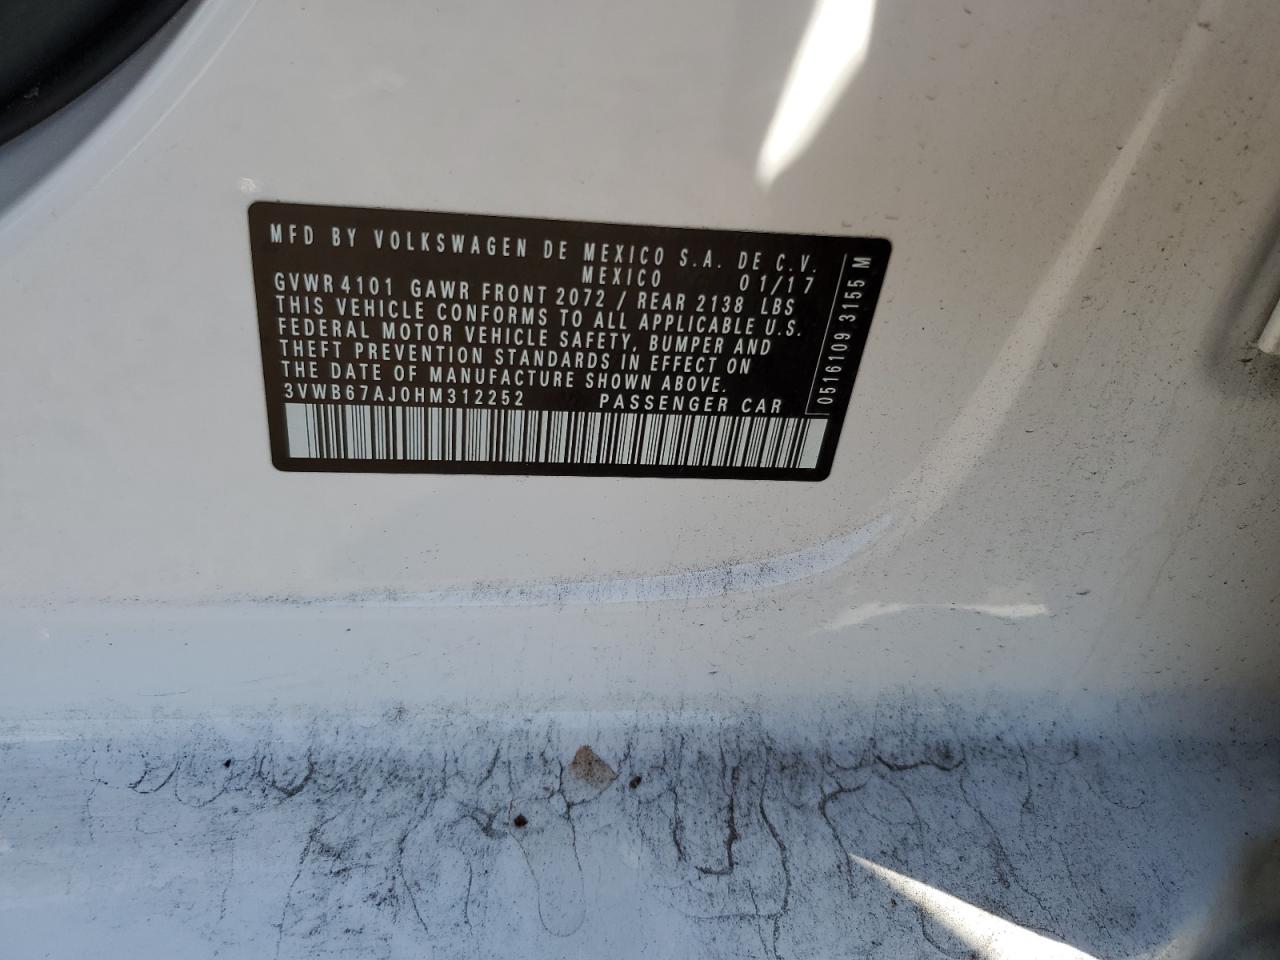 MFD BY VOLKSWAGEN DE MEXICO S.A. DE C.V.
MEXICO 01/17
GVWR 4101 GAWR FRONT 2072 / REAR 2138 LBS
THIS VEHICLE CONFORMS TO ALL APPLICABLE U.S.
FEDERAL MOTOR VEHICLE SAFETY, BUMPER AND
THEFT PREVENTION STANDARDS IN EFFECT ON
THE DATE OF MANUFACTURE SHOWN ABOVE.
3VWB67AJ0HM312252 PASSENGER CAR
0516109 3155 M